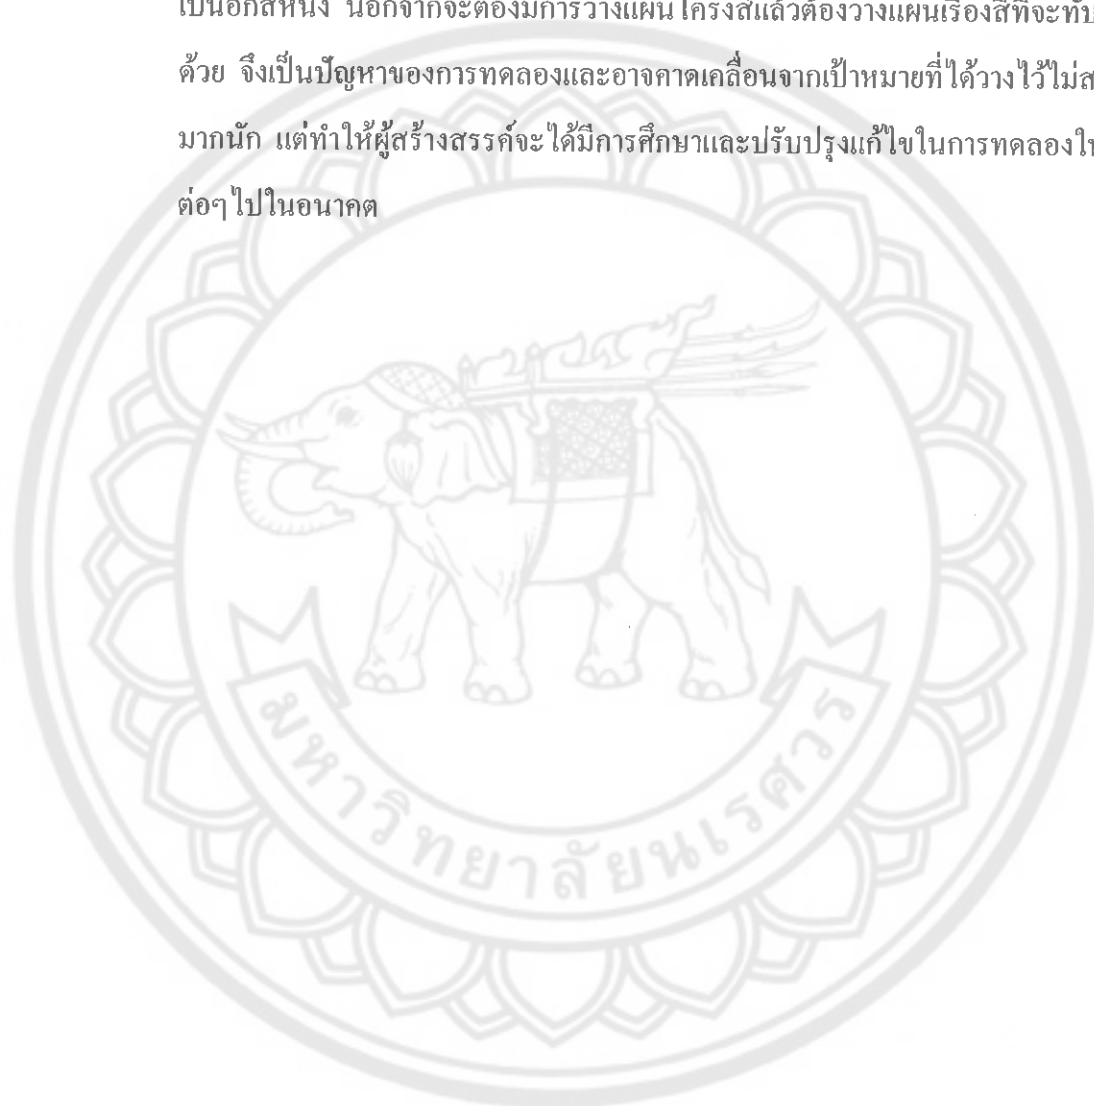 เป็นอีกสีหนึ่ง นอกจากจะต้องมีการวางแผนโครงสีแล้วต้องวางแผนเรื่องสีที่จะทับ
ด้วย จึงเป็นปัญหาของการทดลองและอาจคาดเคลื่อนจากเป้าหมายที่ได้วางไว้ไม่ส
มากนัก แต่ทำให้ผู้สร้างสรรค์จะได้มีการศึกษาและปรับปรุงแก้ไขในการทดลองใน
ต่อๆไปในอนาคต
มหาวิทยาลัยนเรศวร